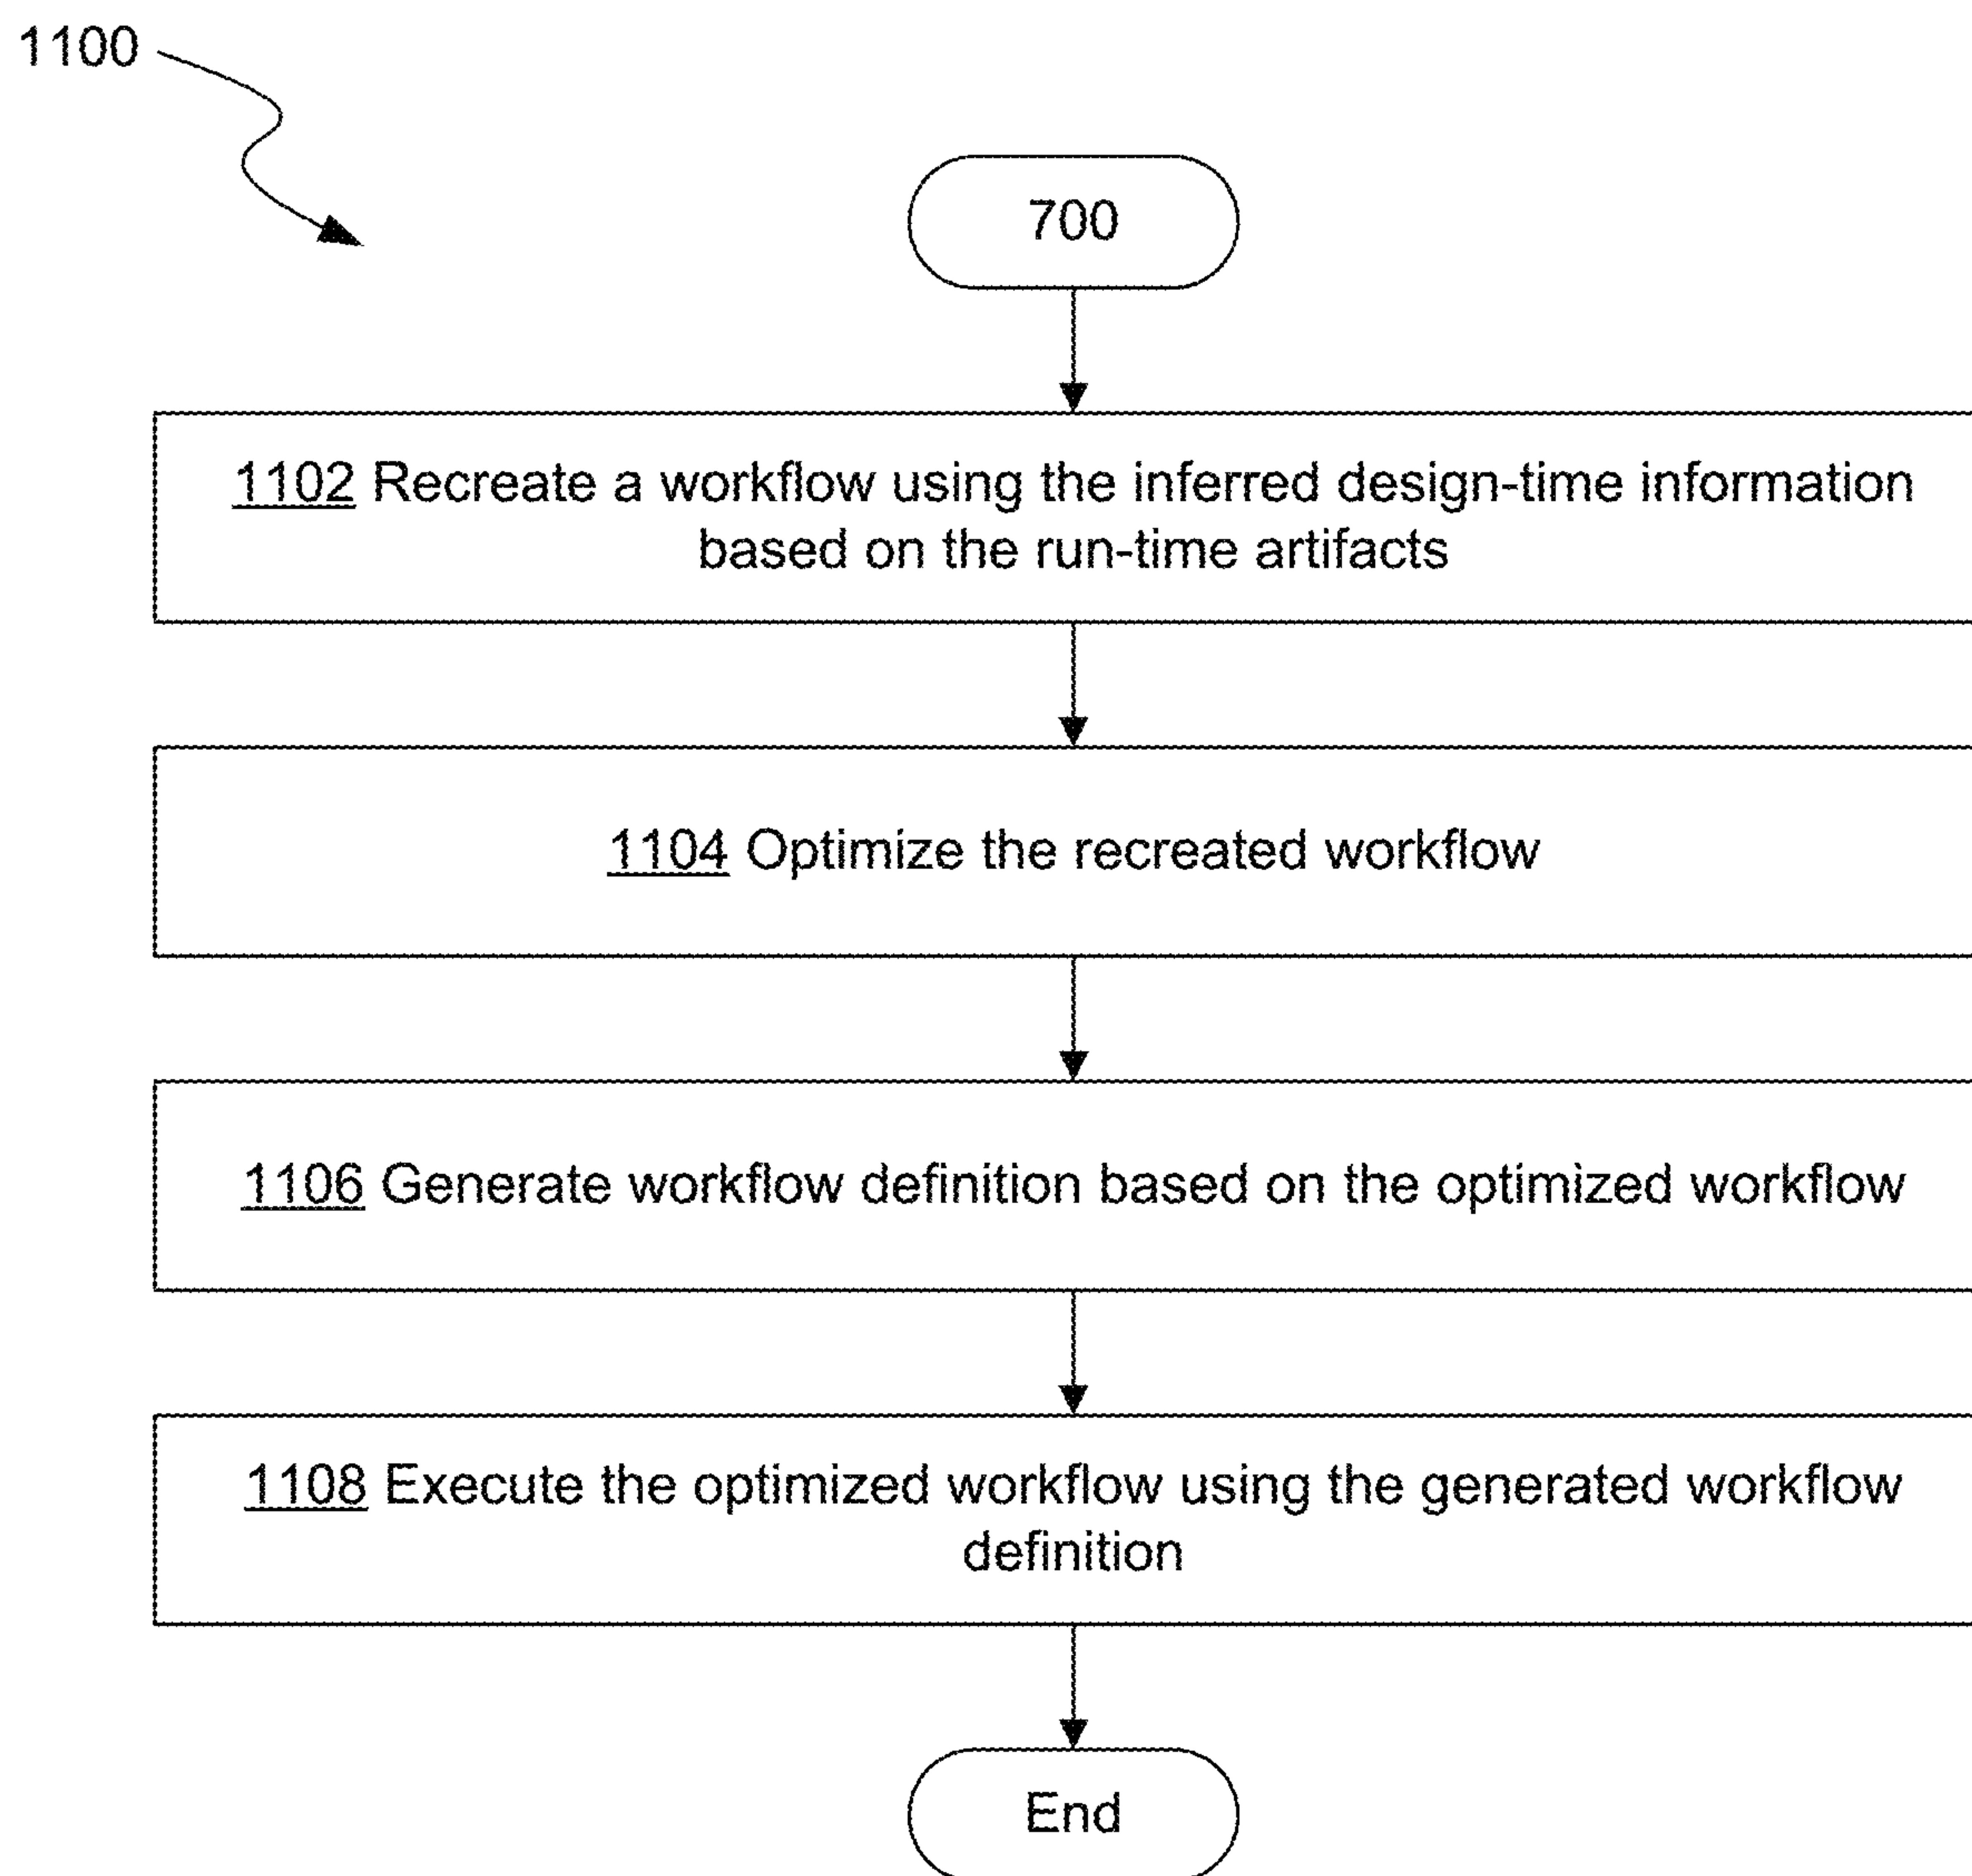 1100
700
1102 Recreate a workflow using the inferred design-time information
based on the run-time artifacts
1104 Optimize the recreated workflow
1106 Generate workflow definition based on the optimized workflow
1108 Execute the optimized workflow using the generated workflow
definition
End